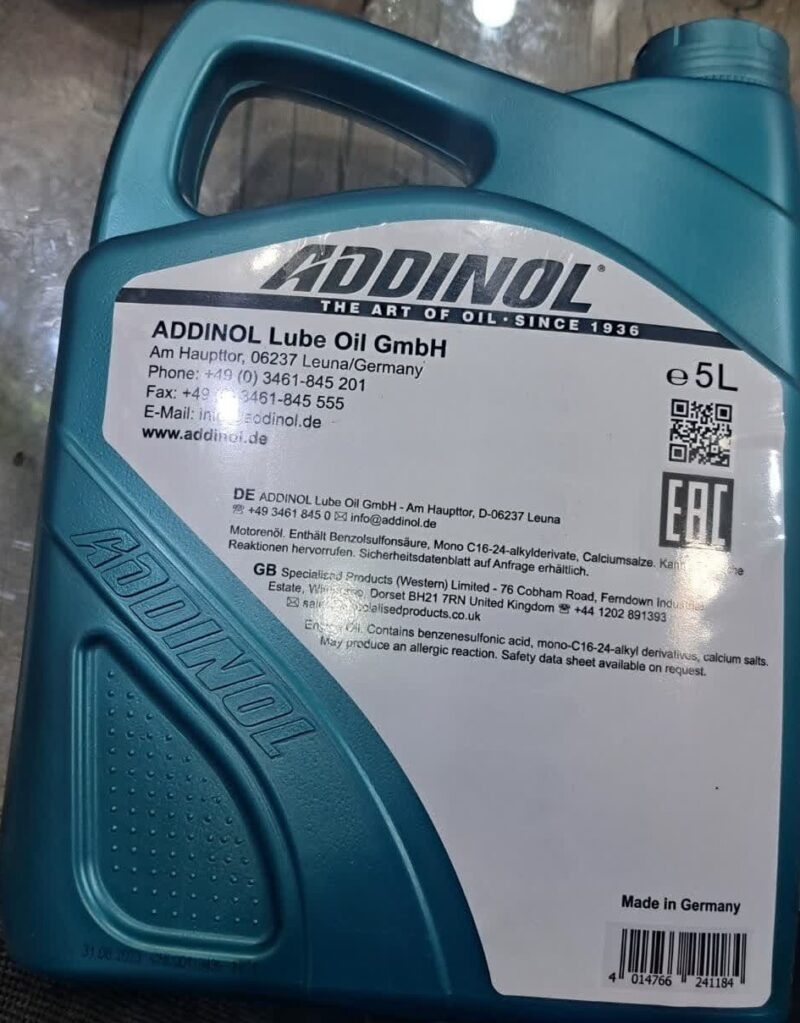 ADDINOL®
THE ART OF OIL · SINCE 1936
ADDINOL Lube Oil GmbH
Am Haupttor, 06237 Leuna/Germany
Phone: +49 (0) 3461-845 201
Fax: +49 3461-845 555
E-Mail: addinol.de
www.addinol.de
e 5L
EAC
DE ADDINOL Lube Oil GmbH - Am Haupttor, D-06237 Leuna
☏ +49 3461 845 0 ✉ info@addinol.de
Motorenöl. Enthält Benzolsulfonsäure, Mono C16-24-alkylderivate, Calciumsalze.
Reaktionen hervorrufen. Sicherheitsdatenblatt auf Anfrage erhältlich.
GB Specialised Products (Western) Limited - 76 Cobham Road, Ferndown
Estate, Dorset BH21 7RN United Kingdom ☏ +44 1202 891393
✉
Contains benzenesulfonic acid, mono-C16-24-alkyl derivatives, calcium salts.
May produce an allergic reaction. Safety data sheet available on request.
ADDINOL
Made in Germany
4 014766 241184